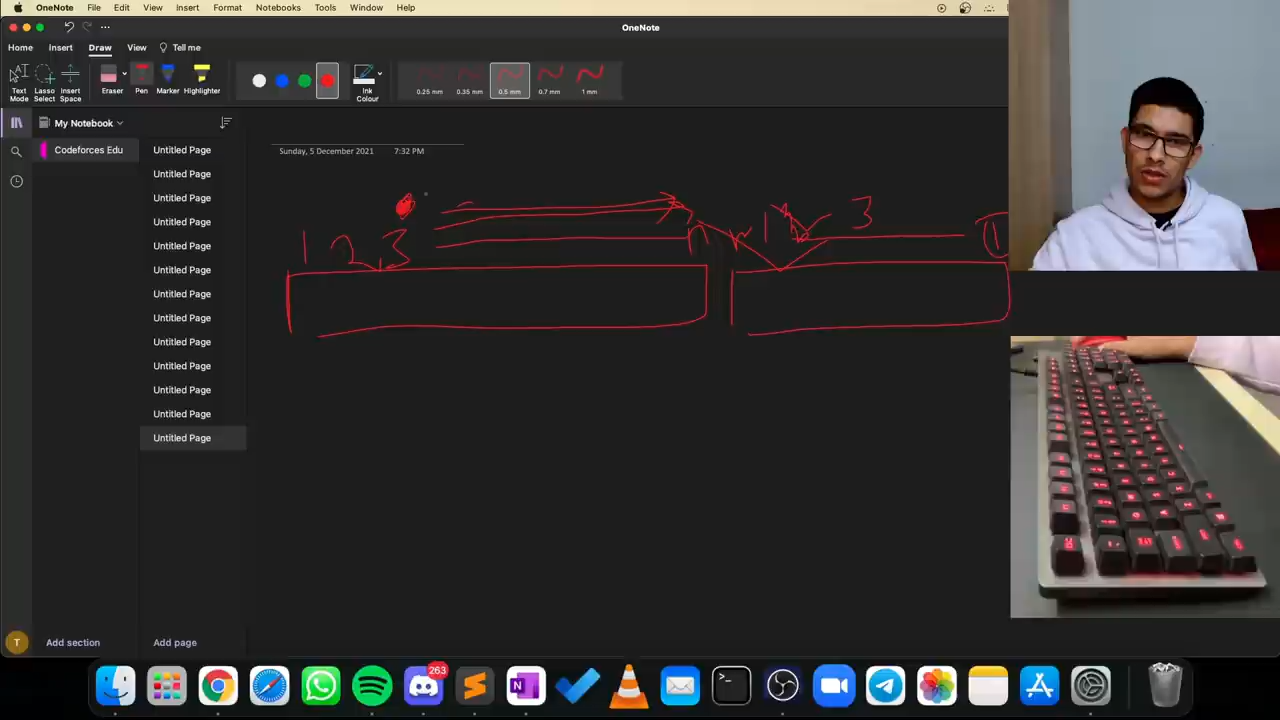 OneNote File Edit View Insert Format Notebooks Tools Window Help
OneNote
Home Insert Draw View Tell me
Text Mode Lasso Select Insert Space Eraser Pen Marker Highlighter Ink Colour 0.25 mm 0.35 mm 0.5 mm 0.7 mm 1 mm
My Notebook
Codeforces Edu
Untitled Page
Untitled Page
Untitled Page
Untitled Page
Untitled Page
Untitled Page
Untitled Page
Untitled Page
Untitled Page
Untitled Page
Untitled Page
Untitled Page
Untitled Page
Sunday, 5 December 2021 7:32 PM
1 2 3 n 1 3
Add section Add page
T
263